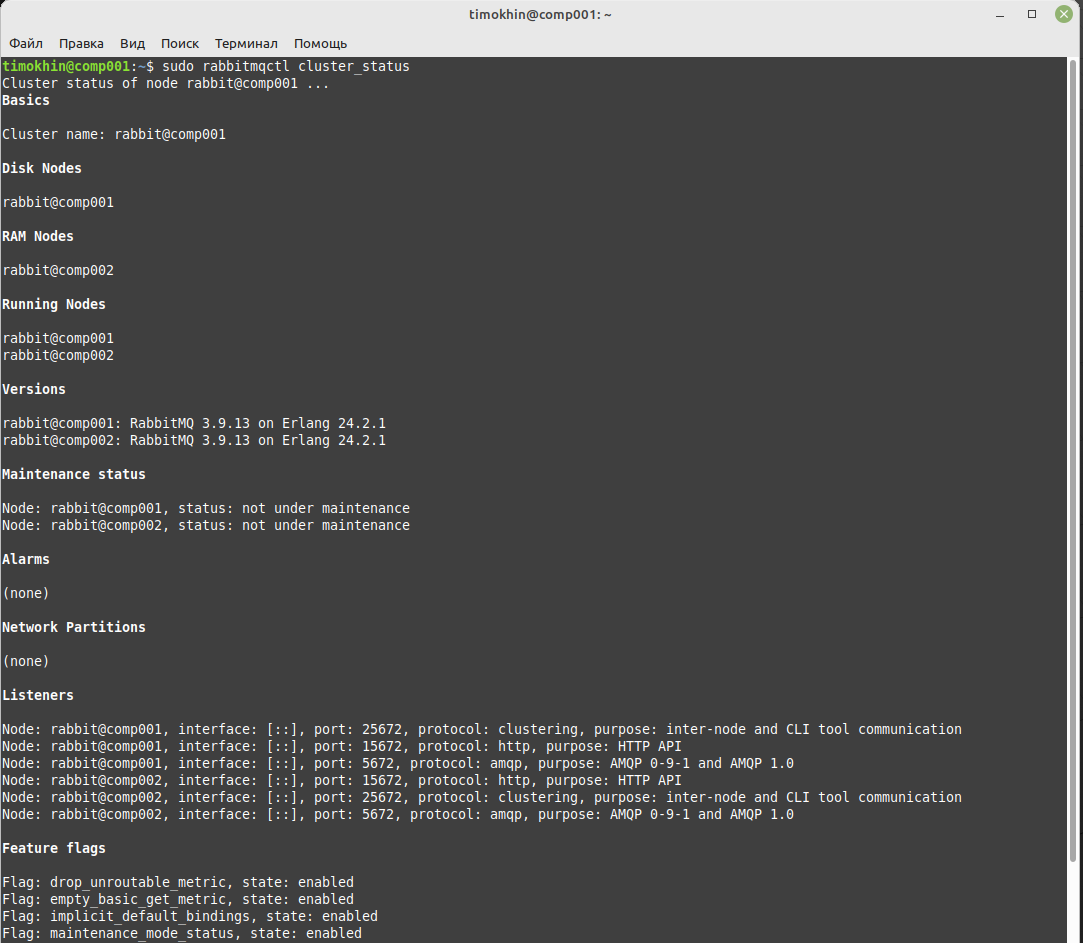 timokhin@comp001: ~
Файл Правка Вид Поиск Терминал Помощь
timokhin@comp001:~$ sudo rabbitmqctl cluster_status
Cluster status of node rabbit@comp001 ...
Basics
Cluster name: rabbit@comp001
Disk Nodes
rabbit@comp001
RAM Nodes
rabbit@comp002
Running Nodes
rabbit@comp001
rabbit@comp002
Versions
rabbit@comp001: RabbitMQ 3.9.13 on Erlang 24.2.1
rabbit@comp002: RabbitMQ 3.9.13 on Erlang 24.2.1
Maintenance status
Node: rabbit@comp001, status: not under maintenance
Node: rabbit@comp002, status: not under maintenance
Alarms
(none)
Network Partitions
(none)
Listeners
Node: rabbit@comp001, interface: [::], port: 25672, protocol: clustering, purpose: inter-node and CLI tool communication
Node: rabbit@comp001, interface: [::], port: 15672, protocol: http, purpose: HTTP API
Node: rabbit@comp001, interface: [::], port: 5672, protocol: amqp, purpose: AMQP 0-9-1 and AMQP 1.0
Node: rabbit@comp002, interface: [::], port: 15672, protocol: http, purpose: HTTP API
Node: rabbit@comp002, interface: [::], port: 25672, protocol: clustering, purpose: inter-node and CLI tool communication
Node: rabbit@comp002, interface: [::], port: 5672, protocol: amqp, purpose: AMQP 0-9-1 and AMQP 1.0
Feature flags
Flag: drop_unroutable_metric, state: enabled
Flag: empty_basic_get_metric, state: enabled
Flag: implicit_default_bindings, state: enabled
Flag: maintenance_mode_status, state: enabled